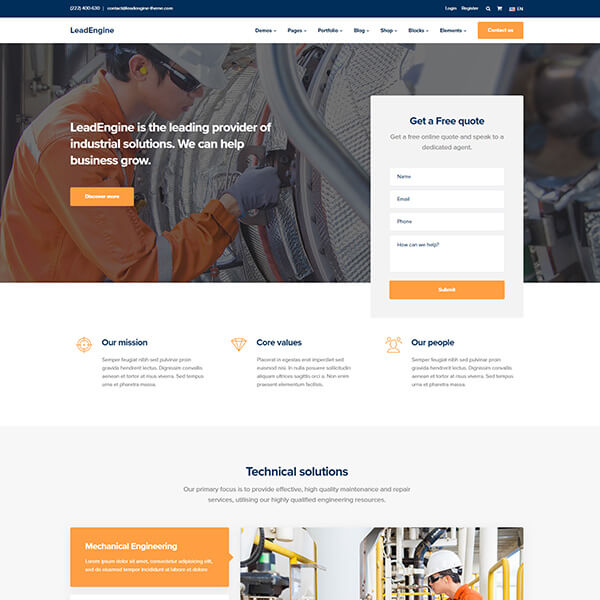 (222) 400-630 | contact@leadengine-theme.com
Login Register EN
LeadEngine
Demos Pages Portfolio Blog Shop Blocks Elements Contact us
LeadEngine is the leading provider of
industrial solutions. We can help
business grow.
Discover more
Get a Free quote
Get a free online quote and speak to a
dedicated agent.
Name
Email
Phone
How can we help?
Submit
Our mission
Semper feugiat nibh sed pulvinar proin
gravida hendrerit lectus. Dignissim convallis
aenean et tortor at risus viverra. Sed tempus
urna et pharetra massa.
Core values
Placerat in egestas erat imperdiet sed
euismod nisi. In nulla posuere sollicitudin
aliquam ultrices sagittis orci a. Non enim
praesent elementum facilisis.
Our people
Semper feugiat nibh sed pulvinar proin
gravida hendrerit lectus. Dignissim convallis
aenean et tortor at risus viverra. Sed tempus
urna et pharetra massa.
Technical solutions
Our primary focus is to provide effective, high quality maintenance and repair
services, utilising our highly qualified engineering resources.
Mechanical Engineering
Lorem ipsum dolor sit amet, consectetur adipisicing elit,
sed do eiusmod tempor incididunt ut labore et dolore